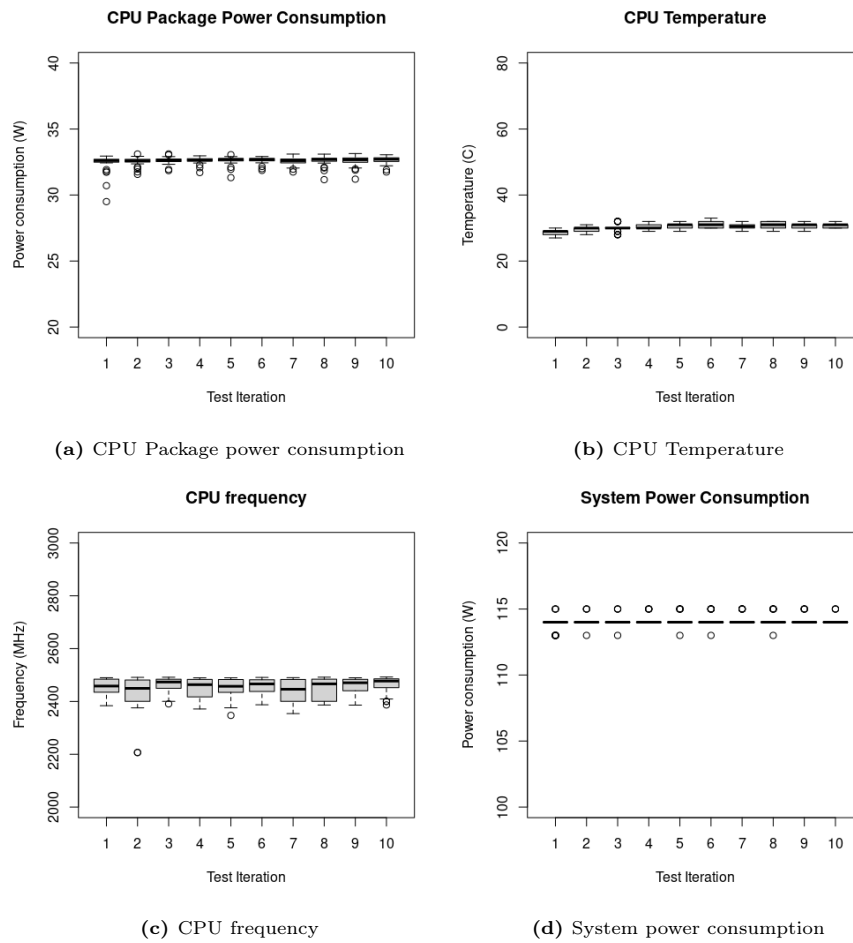 CPU Package Power Consumption
Power consumption (W)
40
35
30
25
20
1 2 3 4 5 6 7 8 9 10
Test Iteration
(a) CPU Package power consumption
CPU Temperature
Temperature (C)
80
60
40
20
0
1 2 3 4 5 6 7 8 9 10
Test Iteration
(b) CPU Temperature
CPU frequency
Frequency (MHz)
3000
2800
2600
2400
2200
2000
1 2 3 4 5 6 7 8 9 10
Test Iteration
(c) CPU frequency
System Power Consumption
Power consumption (W)
120
115
110
105
100
1 2 3 4 5 6 7 8 9 10
Test Iteration
(d) System power consumption